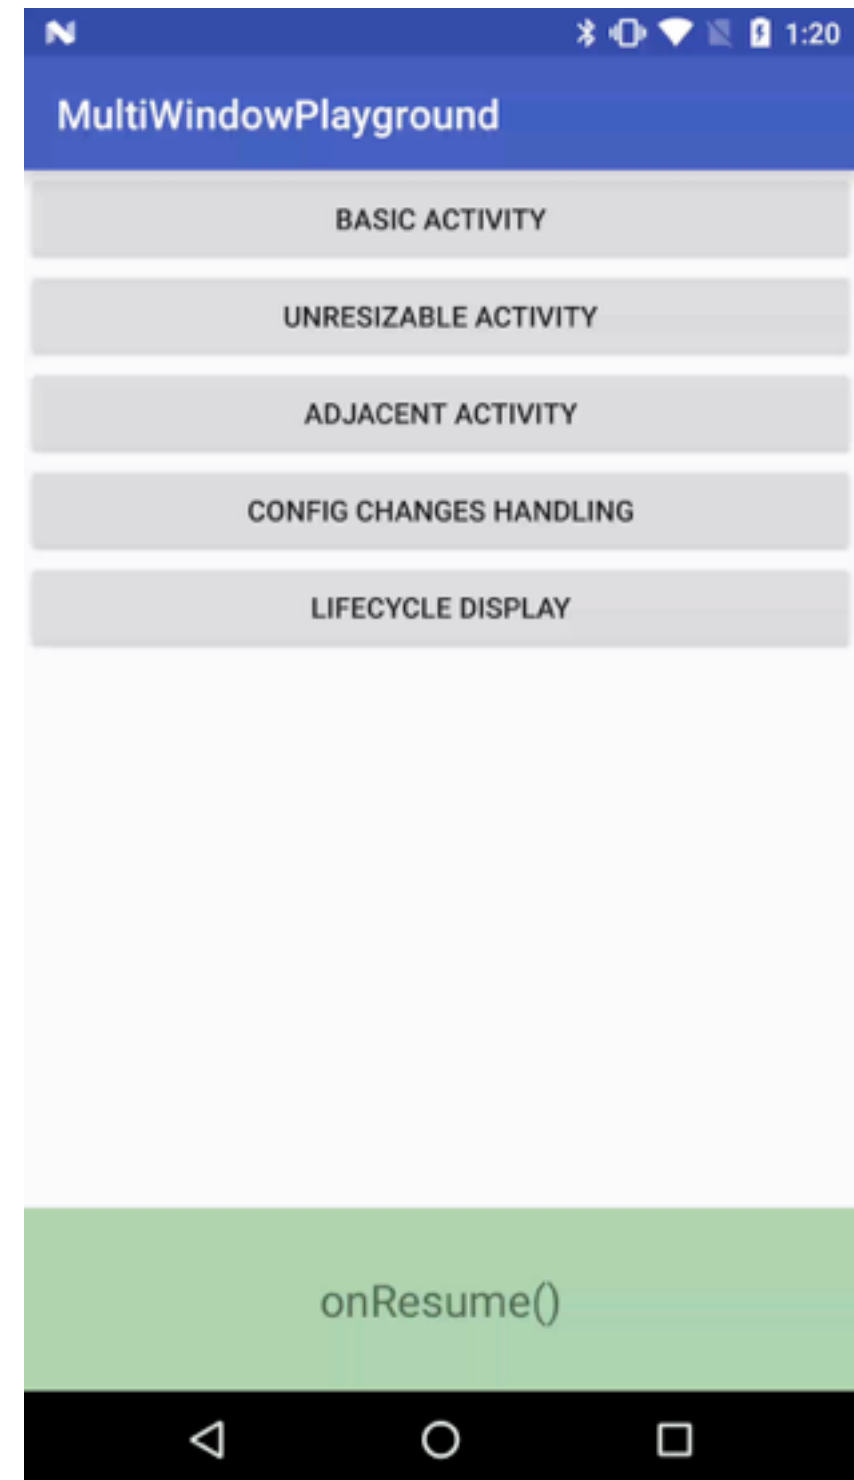 1:20
MultiWindowPlayground
BASIC ACTIVITY
UNRESIZABLE ACTIVITY
ADJACENT ACTIVITY
CONFIG CHANGES HANDLING
LIFECYCLE DISPLAY
onResume()